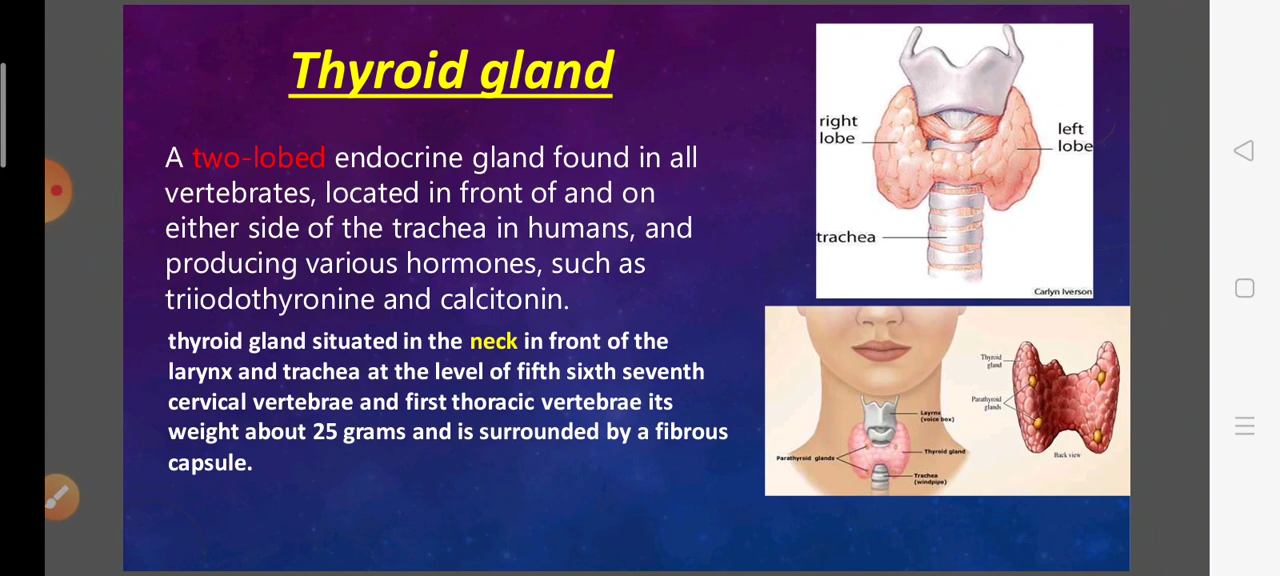 Thyroid gland
A two-lobed endocrine gland found in all
vertebrates, located in front of and on
either side of the trachea in humans, and
producing various hormones, such as
triiodothyronine and calcitonin.
thyroid gland situated in the neck in front of the
larynx and trachea at the level of fifth sixth seventh
cervical vertebrae and first thoracic vertebrae its
weight about 25 grams and is surrounded by a fibrous
capsule.
right
lobe
left
lobe
trachea
Carlyn Iverson
Layrnx
(voice box)
Thyroid gland
Parathyroid glands
Trachea
(windpipe)
Thyroid
gland
Parathyroid
glands
Back view